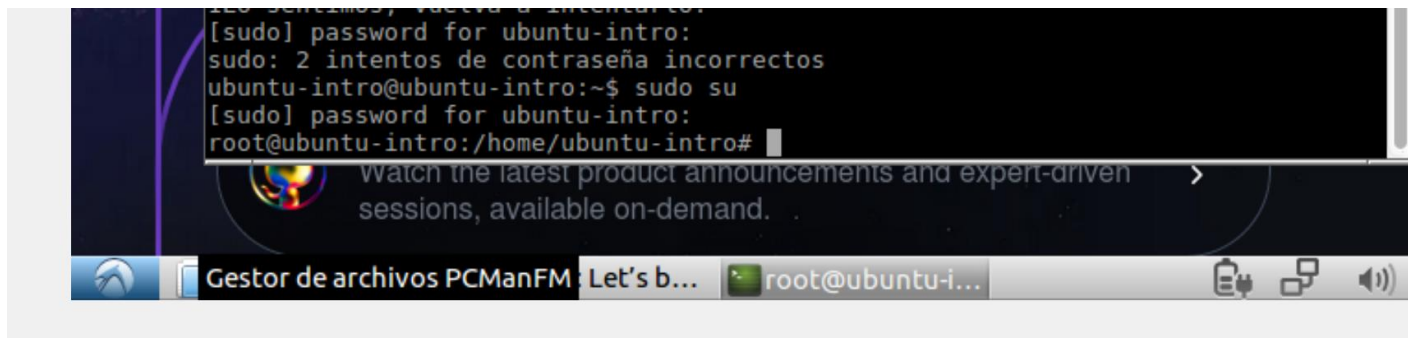 [sudo] password for ubuntu-intro:
sudo: 2 intentos de contraseña incorrectos
ubuntu-intro@ubuntu-intro:~$ sudo su
[sudo] password for ubuntu-intro:
root@ubuntu-intro:/home/ubuntu-intro#
Watch the latest product announcements and expert-driven
sessions, available on-demand.
Gestor de archivos PCManFM : Let’s b... root@ubuntu-i...